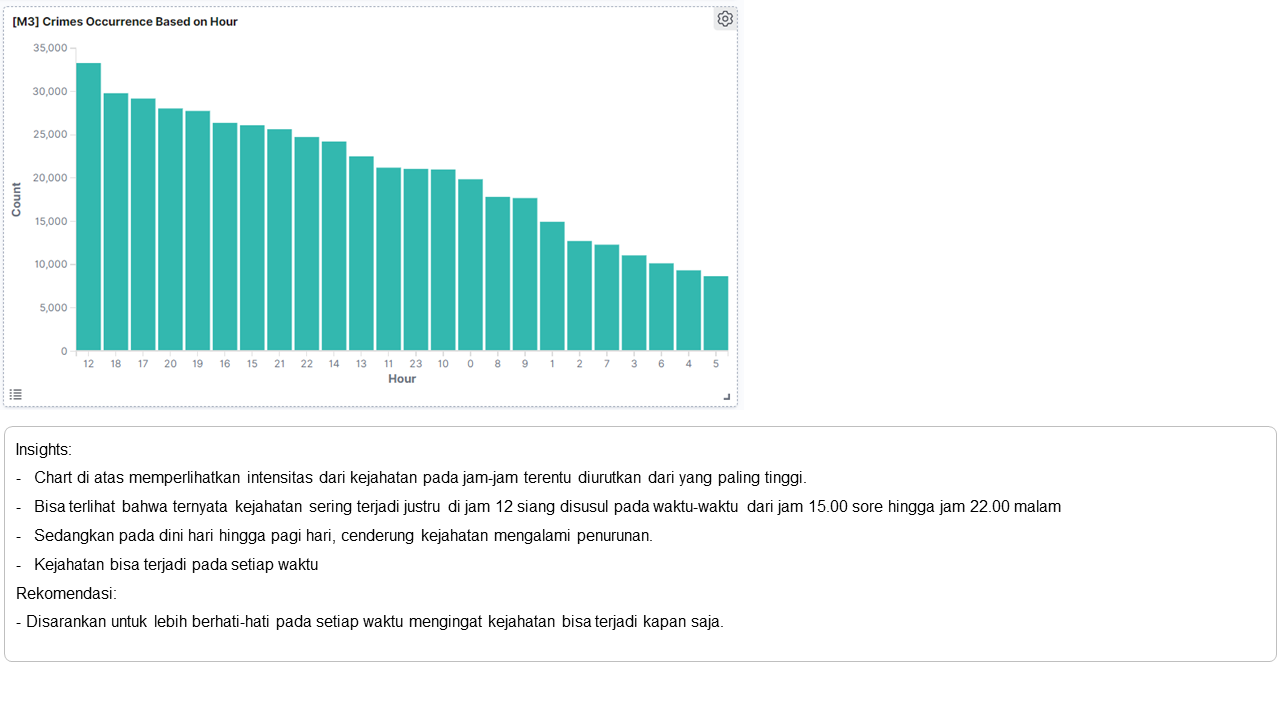 [M3] Crimes Occurrence Based on Hour
35,000
30,000
25,000
20,000
15,000
10,000
5,000
0
Count
12 18 17 20 19 16 15 21 22 14 13 11 23 10 0 8 9 1 2 7 3 6 4 5
Hour
Insights:
- Chart di atas memperlihatkan intensitas dari kejahatan pada jam-jam terentu diurutkan dari yang paling tinggi.
- Bisa terlihat bahwa ternyata kejahatan sering terjadi justru di jam 12 siang disusul pada waktu-waktu dari jam 15.00 sore hingga jam 22.00 malam
- Sedangkan pada dini hari hingga pagi hari, cenderung kejahatan mengalami penurunan.
- Kejahatan bisa terjadi pada setiap waktu
Rekomendasi:
- Disarankan untuk lebih berhati-hati pada setiap waktu mengingat kejahatan bisa terjadi kapan saja.